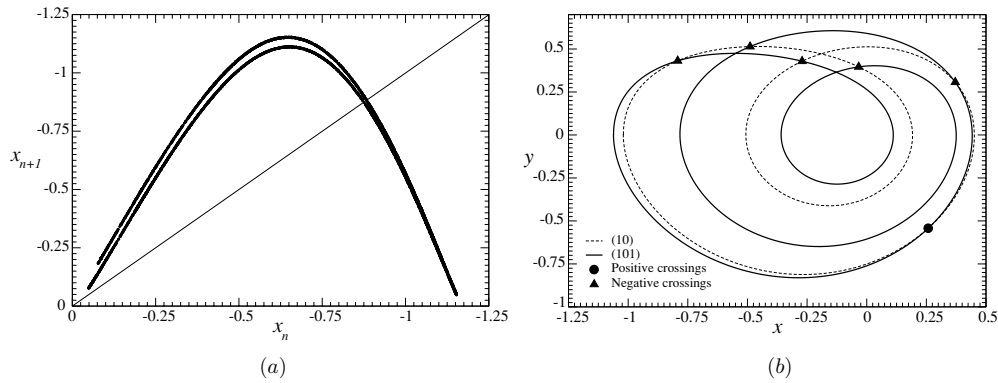 -1.25
-1
-0.75
x_{n+1}
-0.5
-0.25
0
0 -0.25 -0.5 -0.75 -1 -1.25
x_n
(a)
0.5
0.25
y
0
-0.25
-0.5
-0.75
-1
(10)
(101)
Positive crossings
Negative crossings
-1.25 -1 -0.75 -0.5 -0.25 0 0.25 0.5
x
(b)